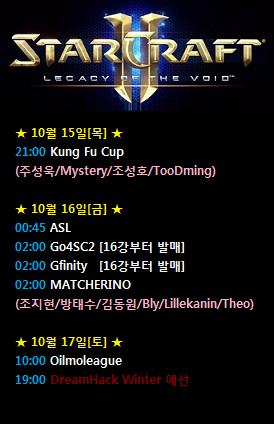 STARCRAFT
II
LEGACY OF THE VOID™
★ 10월 15일[목] ★
21:00 Kung Fu Cup
(주성욱/Mystery/조성호/TooDming)
★ 10월 16일[금] ★
00:45 ASL
02:00 Go4SC2 [16강부터 발매]
02:00 Gfinity [16강부터 발매]
02:00 MATCHERINO
(조지현/방태수/김동원/Bly/Lillekanin/Theo)
★ 10월 17일[토] ★
10:00 Oilmoleague
19:00 DreamHack Winter 예선